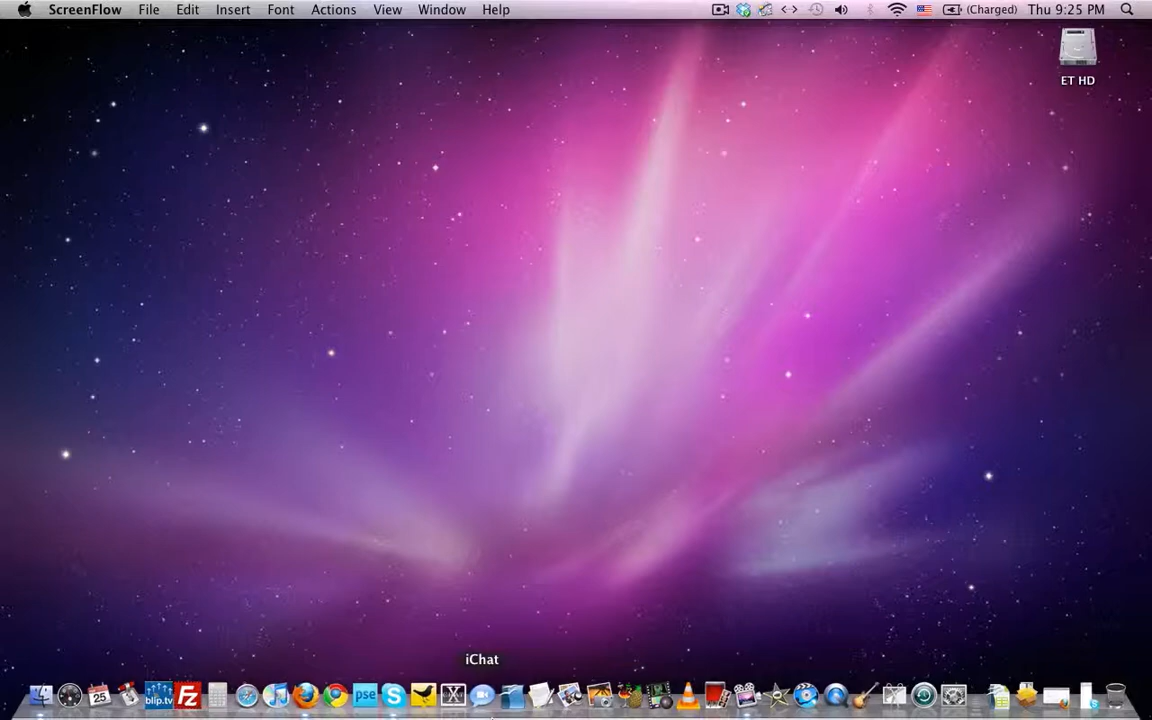 ScreenFlow File Edit Insert Font Actions View Window Help (Charged) Thu 9:25 PM
ET HD
iChat
25 blip.tv Fz pse S X